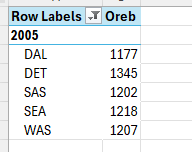 Row Labels Oreb
2005
DAL 1177
DET 1345
SAS 1202
SEA 1218
WAS 1207